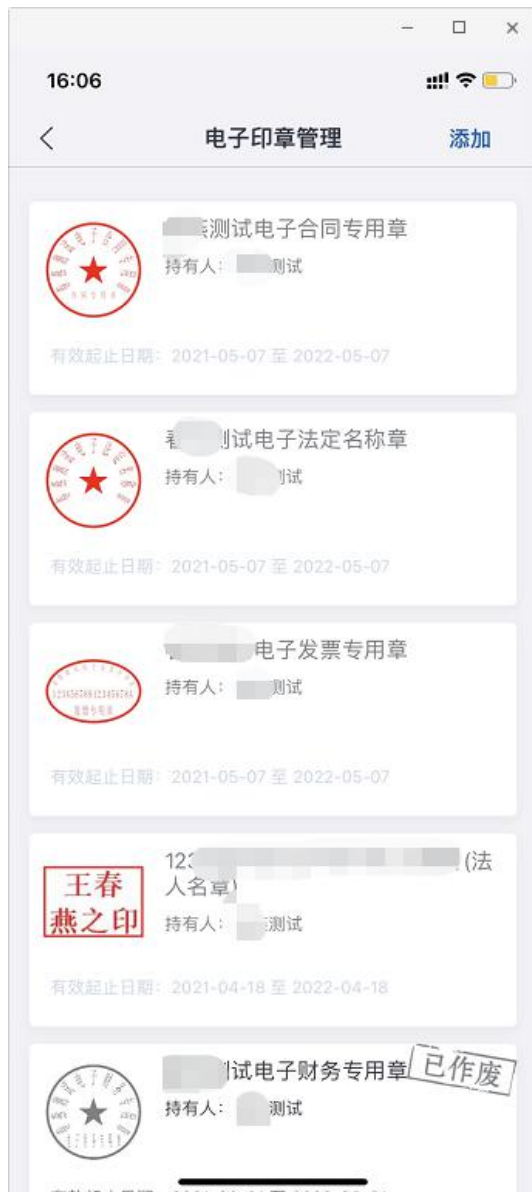 16:06
电子印章管理
添加
测试电子合同专用章
持有人: 测试
有效起止日期: 2021-05-07 至 2022-05-07
春 试电子法定名称章
持有人: 试
有效起止日期: 2021-05-07 至 2022-05-07
电子发票专用章
持有人: 测试
有效起止日期: 2021-05-07 至 2022-05-07
王春
燕之印
123 (法
人名章)
持有人: 测试
有效起止日期: 2021-04-18 至 2022-04-18
试电子财务专用章
已作废
持有人: 测试